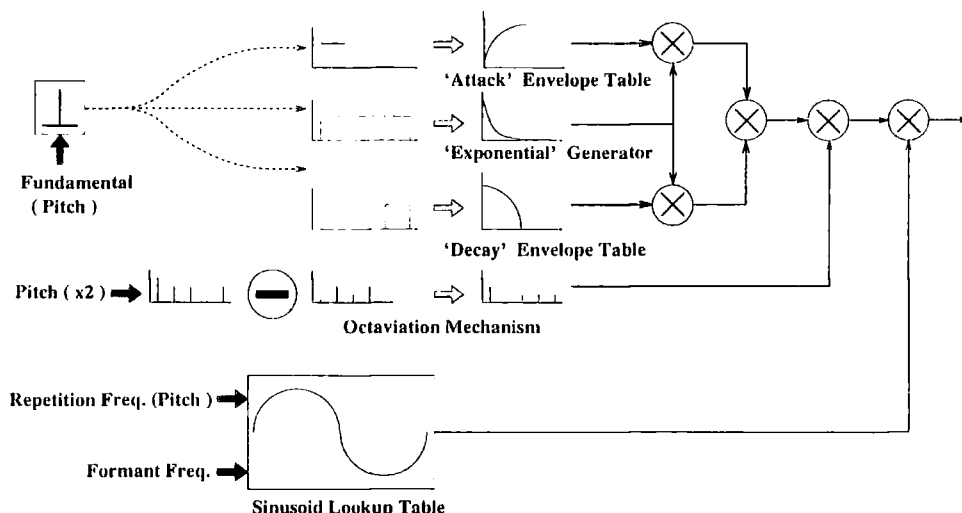 'Attack' Envelope Table
'Exponential' Generator
Fundamental
( Pitch )
'Decay' Envelope Table
Pitch ( x2 )
Octaviation Mechanism
Repetition Freq. (Pitch )
Formant Freq.
Sinusoid Lookup Table